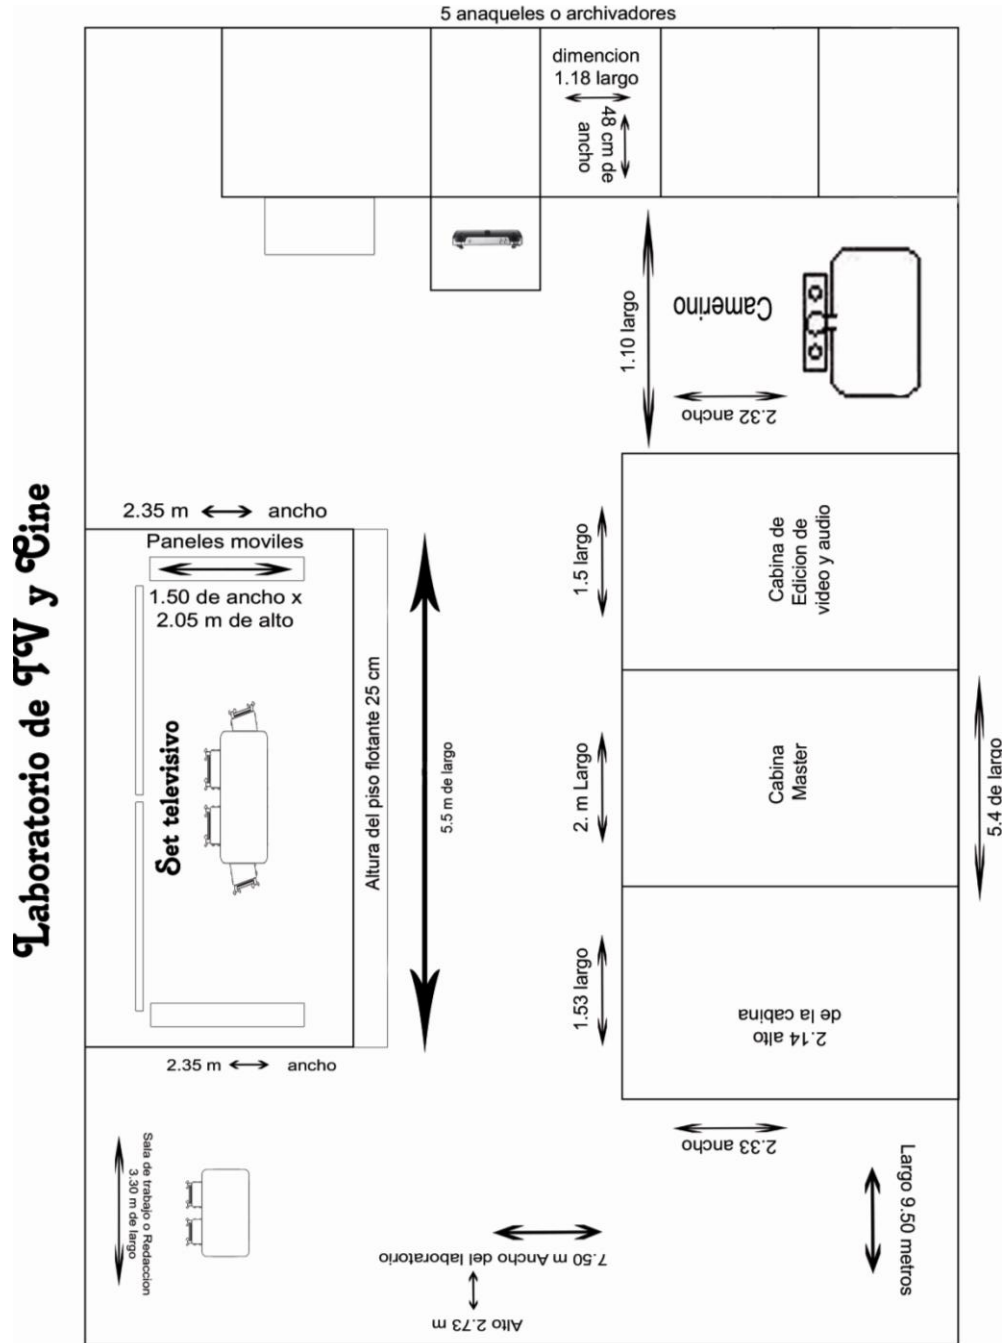 5 anaqueles o archivadores
dimencion
1.18 largo
48 cm de
ancho
1.10 largo
Camerino
2.32 ancho
Laboratorio de TV y Cine
2.35 m ancho
Paneles moviles
1.50 de ancho x
2.05 m de alto
Set televisivo
Altura del piso flotante 25 cm
5.5 m de largo
1.5 largo
Cabina de
Edicion de
video y audio
2. m Largo
Cabina
Master
5.4 de largo
1.53 largo
2.14 alto
de la cabina
2.35 m ancho
2.33 ancho
Sala de trabajo o Redaccion
3.30 m de largo
7.50 m Ancho del laboratorio
Alto 2.73 m
Largo 9.50 metros